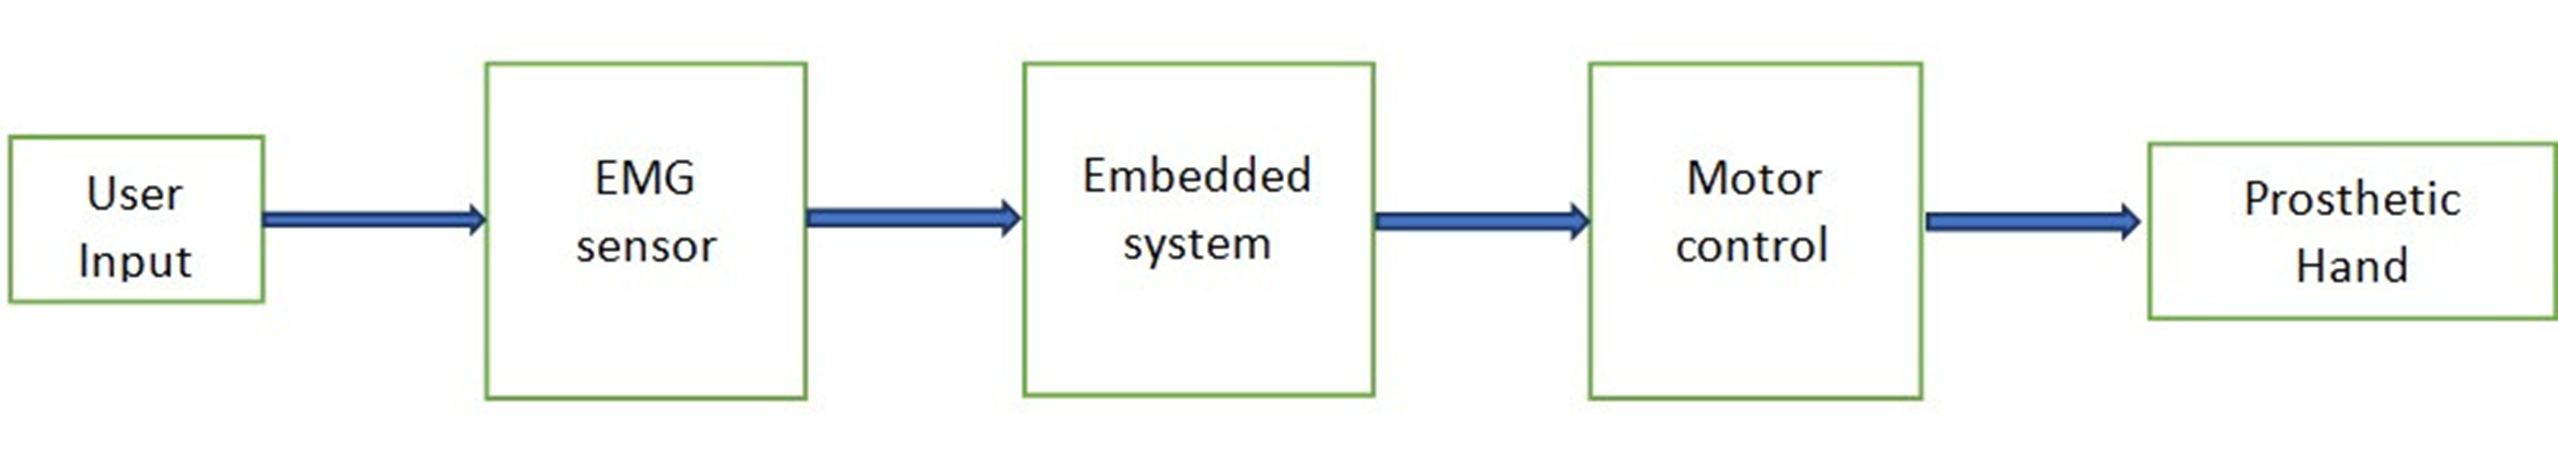 User
Input
EMG
sensor
Embedded
system
Motor
control
Prosthetic
Hand